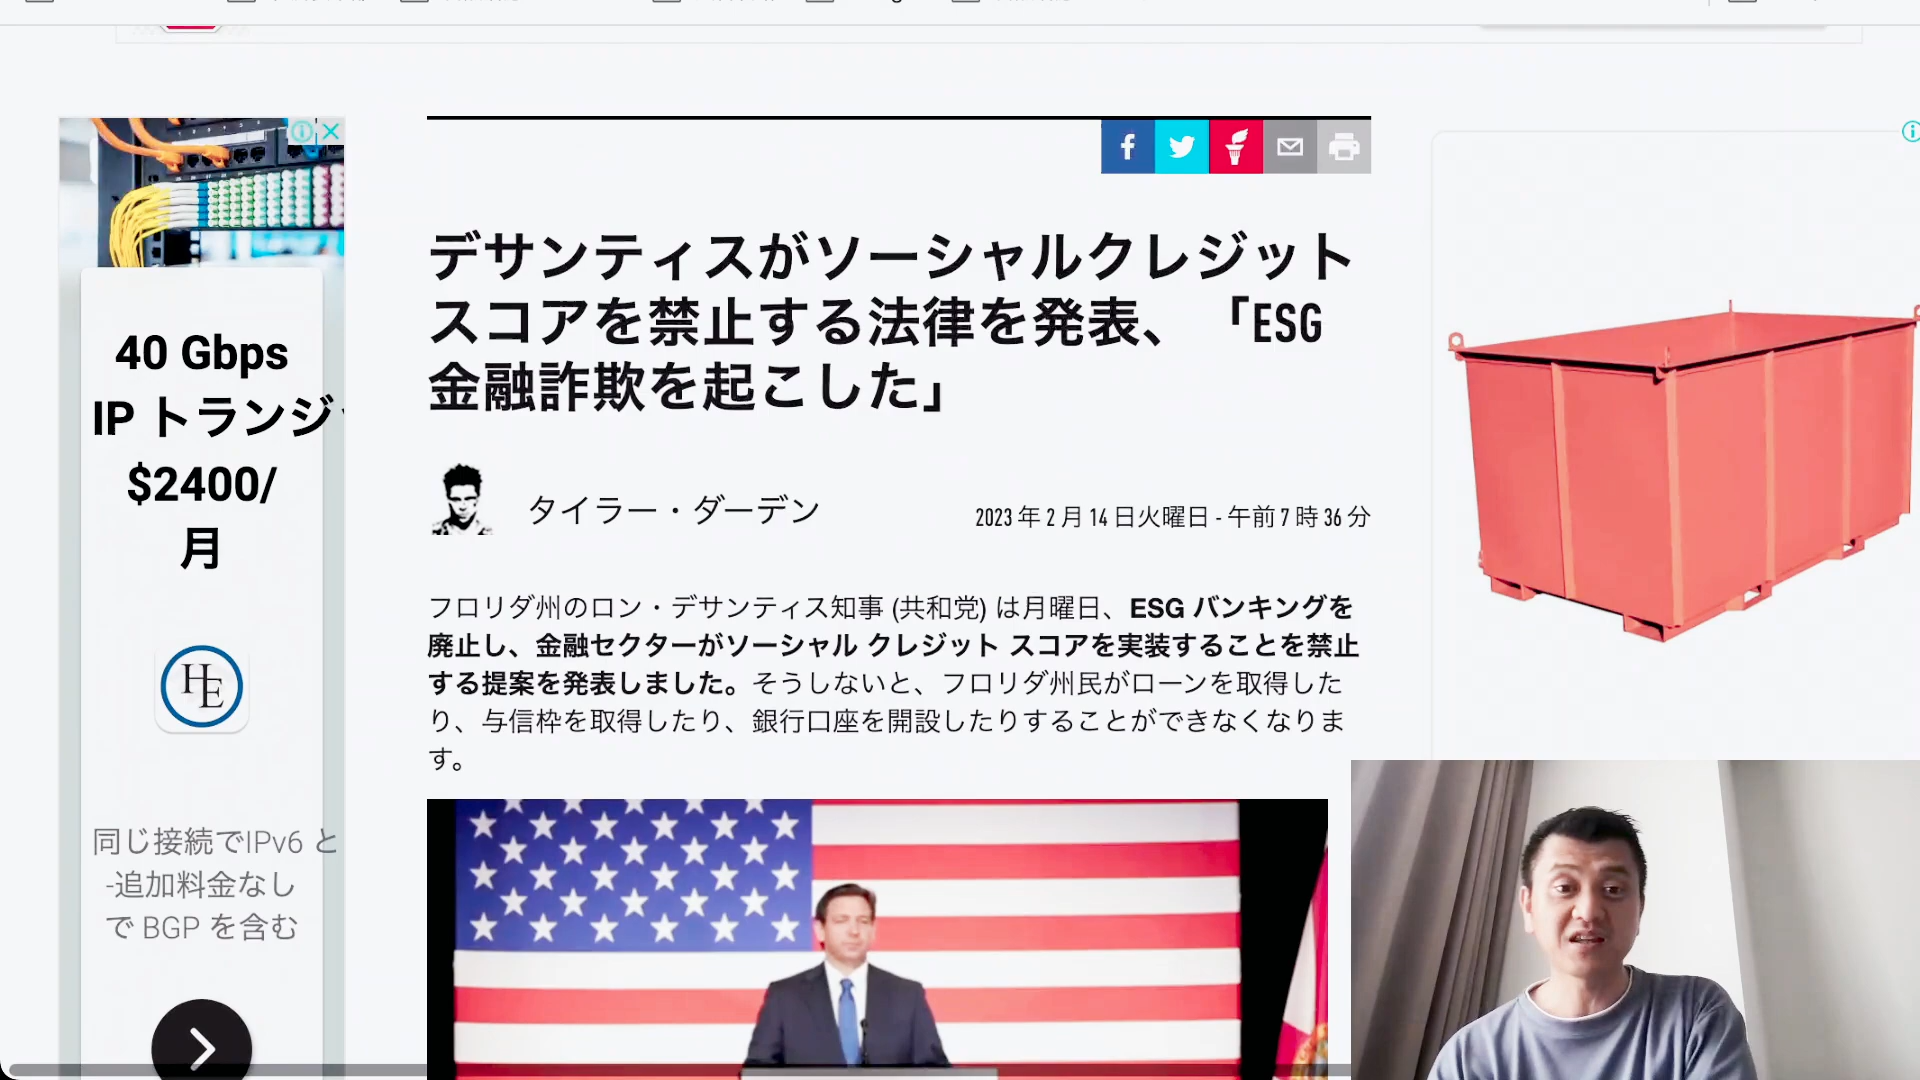 デサンティスがソーシャルクレジット
スコアを禁止する法律を発表、「ESG
金融詐欺を起こした」
タイラー・ダーデン
2023 年 2 月 14 日火曜日 - 午前 7 時 36 分
フロリダ州のロン・デサンティス知事 (共和党) は月曜日、ESG バンキングを
廃止し、金融セクターがソーシャル クレジット スコアを実装することを禁止
する提案を発表しました。そうしないと、フロリダ州民がローンを取得した
り、与信枠を取得したり、銀行口座を開設したりすることができなくなりま
す。
40 Gbps
IP トランジ
$2400/
月
HE
同じ接続でIPv6 と
-追加料金なし
で BGP を含む